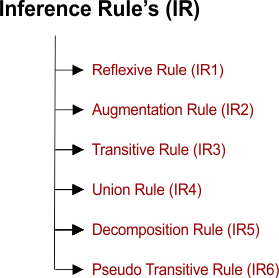 Inference Rule's (IR)
Reflexive Rule (IR1)
Augmentation Rule (IR2)
Transitive Rule (IR3)
Union Rule (IR4)
Decomposition Rule (IR5)
Pseudo Transitive Rule (IR6)